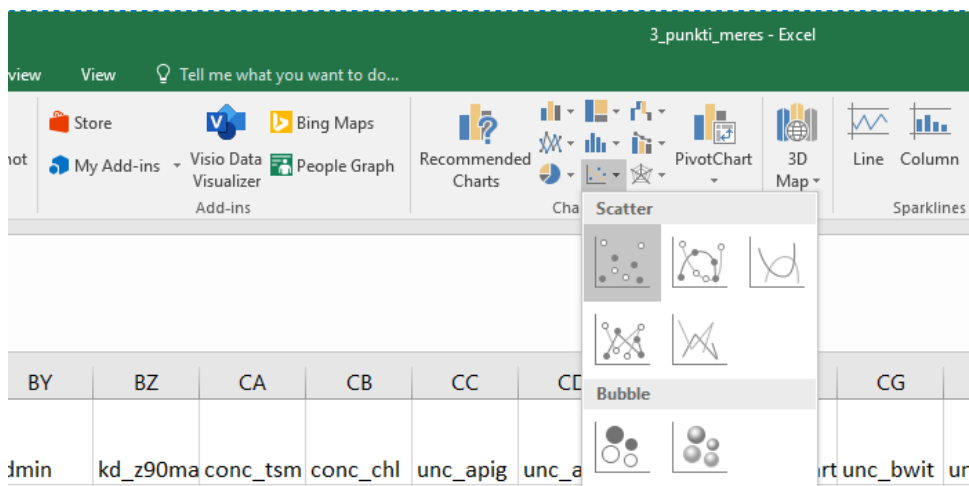 3_punkti_meres - Excel
view View Tell me what you want to do...
Store
My Add-ins
Visio Data
Visualizer
Bing Maps
People Graph
Add-ins
Recommended
Charts
PivotChart
3D
Map
Line Column
Sparklines
Scatter
BY BZ CA CB CC CG
Bubble
dmin kd_z90ma conc_tsm conc_chl unc_apig unc_a unc_bwit